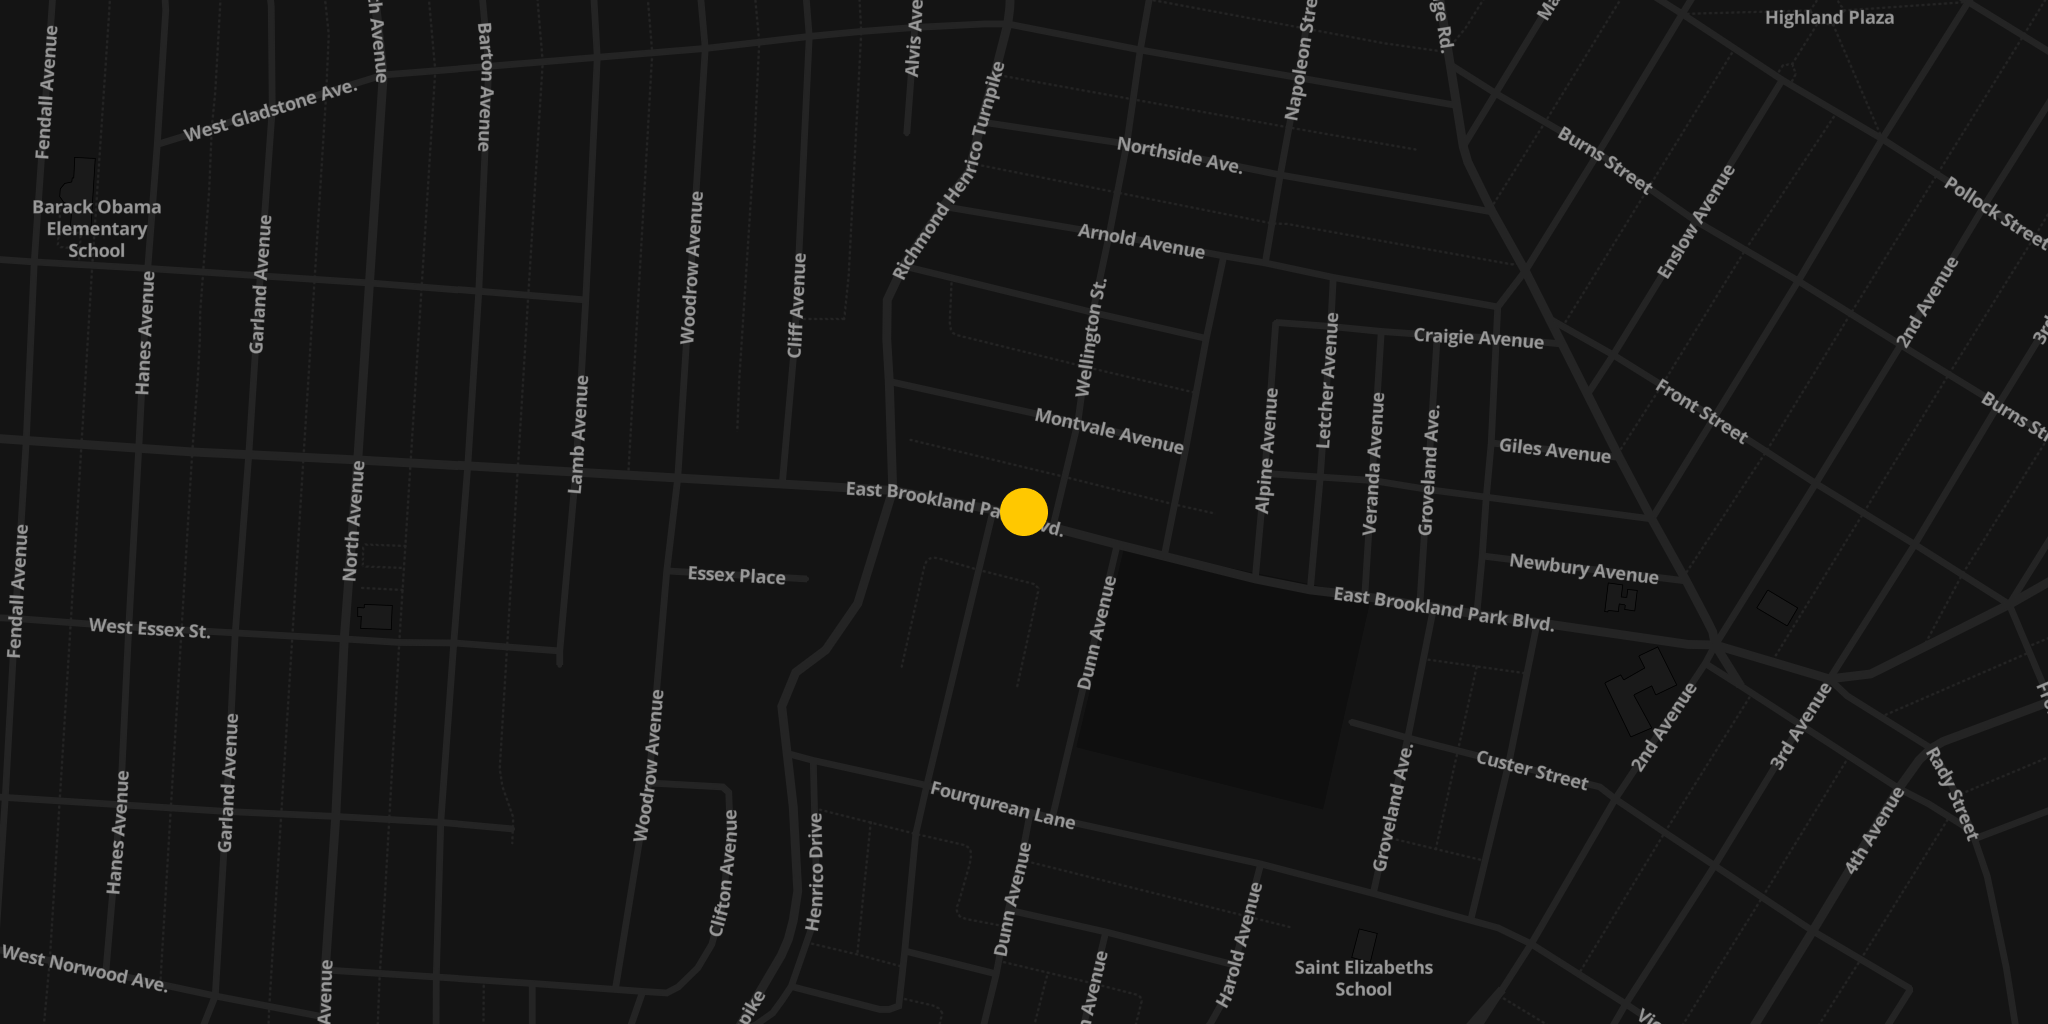 Highland Plaza
Fendall Avenue
h Avenue
Barton Avenue
Alvis Ave
Napoleon Stre
ge Rd.
Ma
West Gladstone Ave.
Richmond Henrico Turnpike
Northside Ave.
Burns Street
Pollock Street
Enslow Avenue
Barack Obama
Elementary
School
Garland Avenue
Hanes Avenue
Woodrow Avenue
Cliff Avenue
Arnold Avenue
Wellington St.
2nd Avenue
3rd
Craigie Avenue
Letcher Avenue
Alpine Avenue
Veranda Avenue
Groveland Ave.
Front Street
Burns Str
Giles Avenue
Montvale Avenue
Lamb Avenue
North Avenue
East Brookland Pa vd.
Fendall Avenue
Essex Place
Newbury Avenue
East Brookland Park Blvd.
West Essex St.
Dunn Avenue
Woodrow Avenue
2nd Avenue
3rd Avenue
Fro
Custer Street
Rady Street
Garland Avenue
Hanes Avenue
Clifton Avenue
Henrico Drive
Fourqurean Lane
Groveland Ave.
4th Avenue
Dunn Avenue
Harold Avenue
West Norwood Ave.
Avenue
pike
n Avenue
Saint Elizabeths
School
Vi